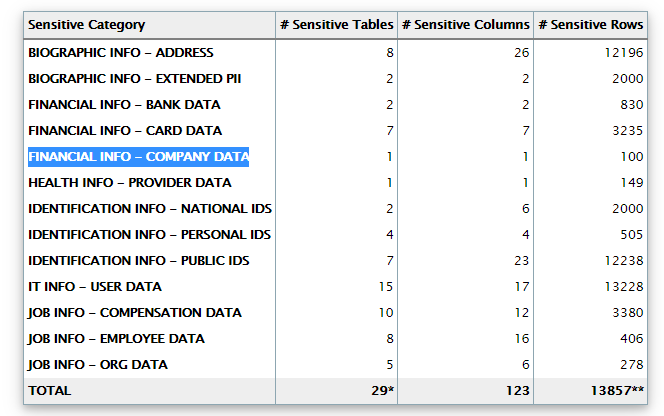 Sensitive Category # Sensitive Tables # Sensitive Columns # Sensitive Rows
BIOGRAPHIC INFO - ADDRESS 8 26 12196
BIOGRAPHIC INFO - EXTENDED PII 2 2 2000
FINANCIAL INFO - BANK DATA 2 2 830
FINANCIAL INFO - CARD DATA 7 7 3235
FINANCIAL INFO - COMPANY DATA 1 1 100
HEALTH INFO - PROVIDER DATA 1 1 149
IDENTIFICATION INFO - NATIONAL IDS 2 6 2000
IDENTIFICATION INFO - PERSONAL IDS 4 4 505
IDENTIFICATION INFO - PUBLIC IDS 7 23 12238
IT INFO - USER DATA 15 17 13228
JOB INFO - COMPENSATION DATA 10 12 3380
JOB INFO - EMPLOYEE DATA 8 16 406
JOB INFO - ORG DATA 5 6 278
TOTAL 29* 123 13857**